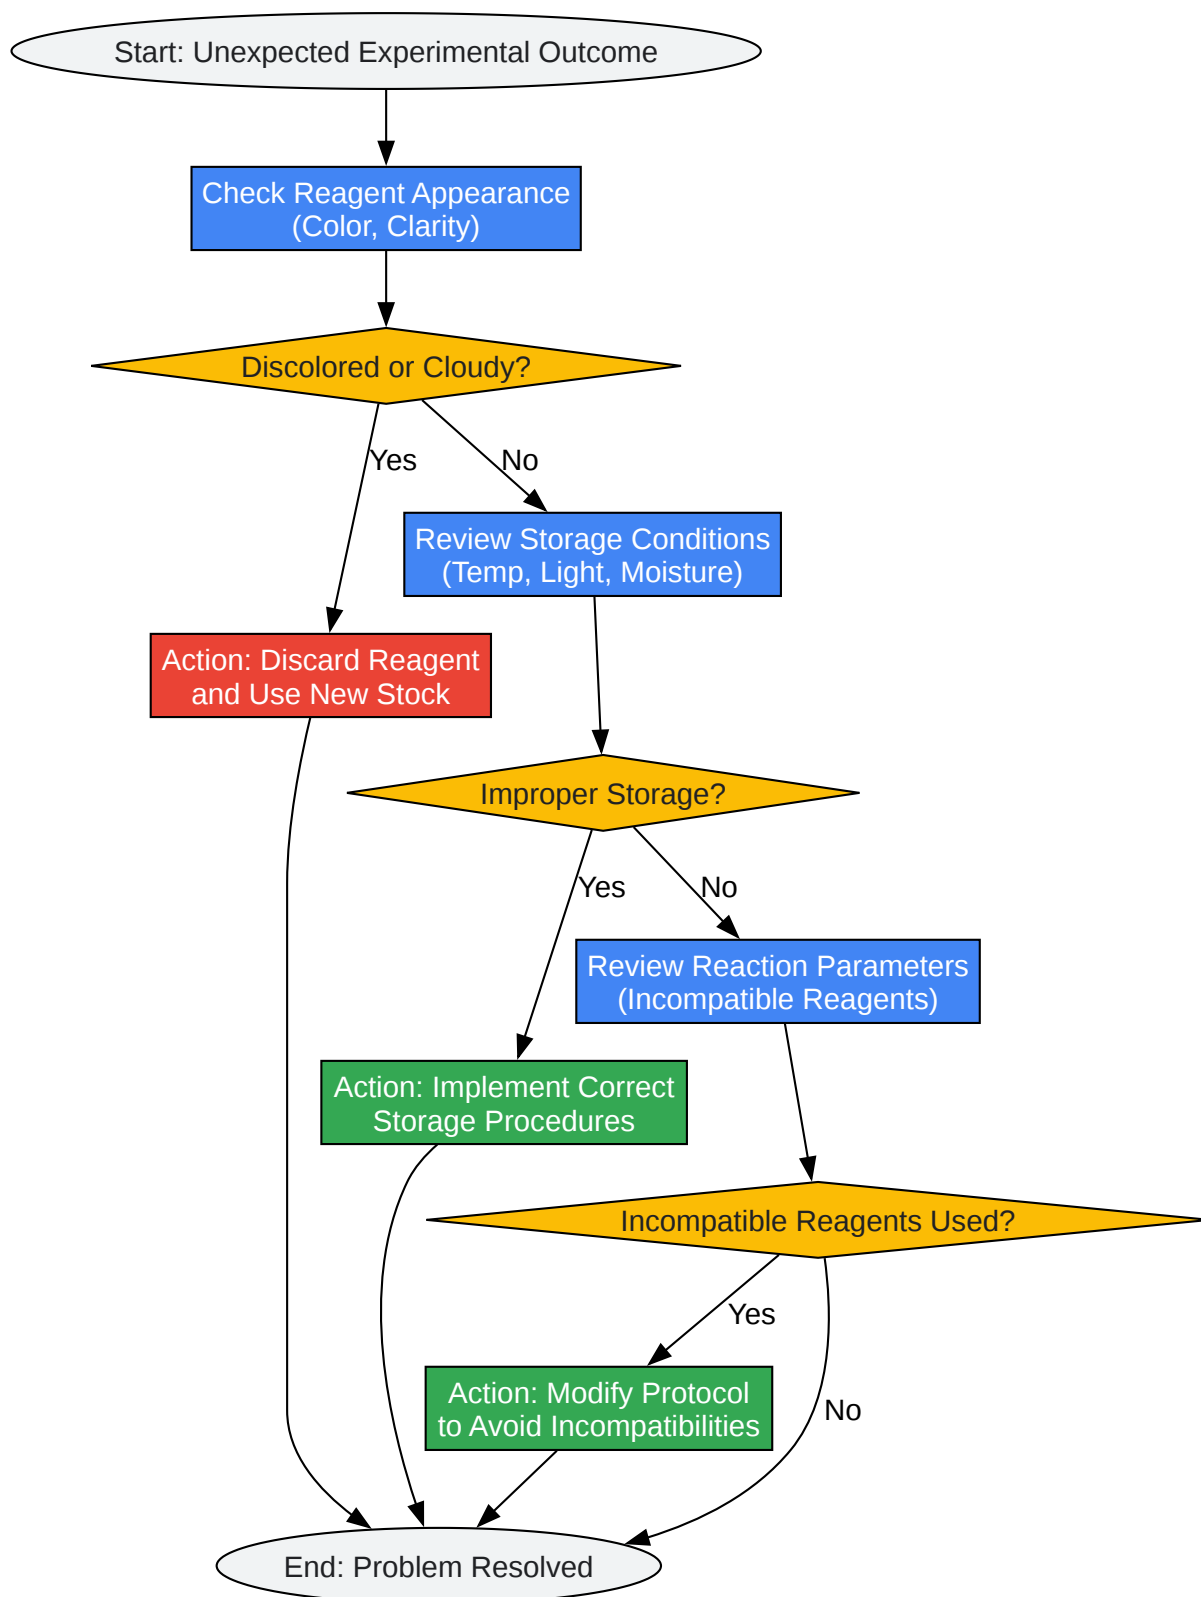 Start: Unexpected Experimental Outcome
Check Reagent Appearance
(Color, Clarity)
Discolored or Cloudy?
Yes
No
Review Storage Conditions
(Temp, Light, Moisture)
Action: Discard Reagent
and Use New Stock
Improper Storage?
Yes
No
Review Reaction Parameters
(Incompatible Reagents)
Action: Implement Correct
Storage Procedures
Incompatible Reagents Used?
Yes
No
Action: Modify Protocol
to Avoid Incompatibilities
End: Problem Resolved